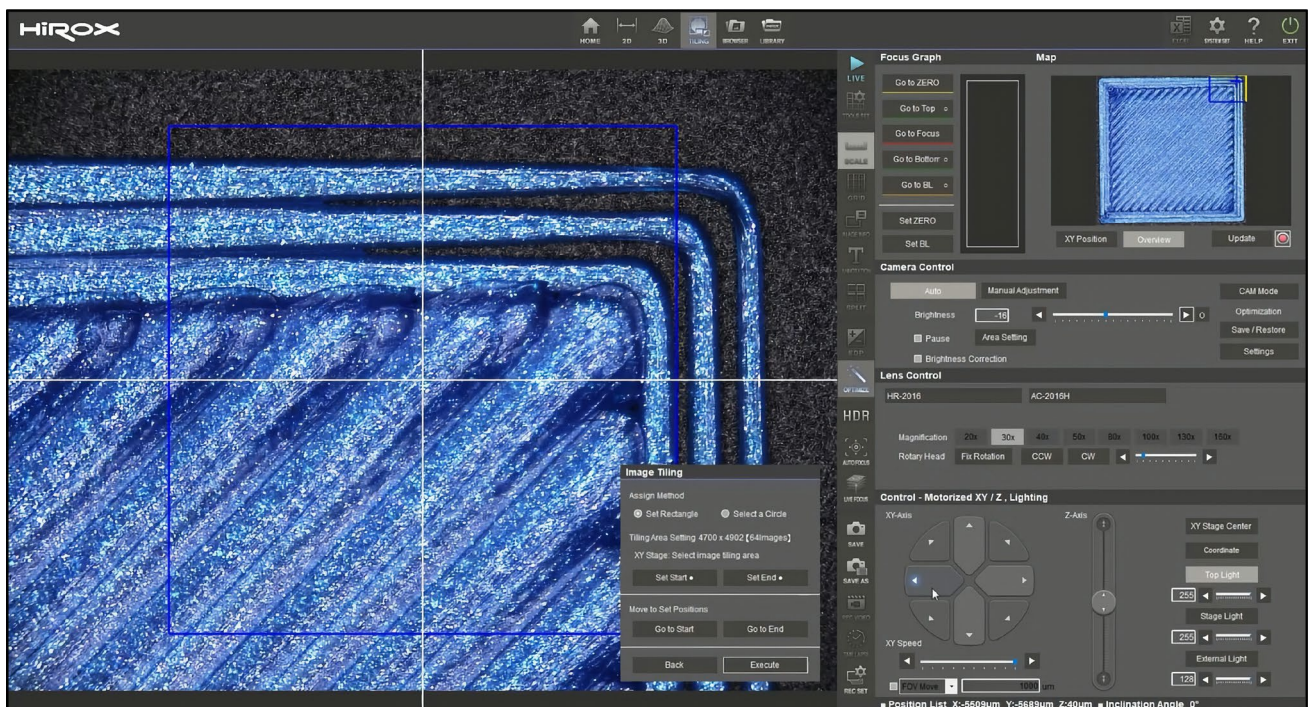 HiROX
HOME
2D
3D
TILING
BROWSER
LIBRARY
EXCEL
SYSTEM SET
HELP
EXIT
LIVE
SCALE
GRID
SPLIT
OPTIMIZE
HDR
AUTO FOCUS
LIVE FOCUS
SAVE
SAVE AS
REC SET
Focus Graph
Go to ZERO
Go to Top
Go to Focus
Go to Bottom
Go to BL
Set ZERO
Set BL
Map
XY Position Overview Update
Camera Control
Auto Manual Adjustment CAM Mode
Brightness -16 0 Optimization
Pause Area Setting Save / Restore
Brightness Correction Settings
Lens Control
HR-2016 AC-2016H
Magnification 20x 30x 40x 50x 80x 100x 130x 150x
Rotary Head Fix Rotation CCW CW
Control - Motorized XY / Z , Lighting
XY-Axis Z-Axis
XY Stage Center
Coordinate
Top Light
255
Stage Light
255
External Light
128
XY Speed
FOV Move 1000 um
Position List X:-5509um Y:-5689um Z:40um Inclination Angle 0°
Image Tiling
Assign Method
Set Rectangle Select a Circle
Tiling Area Setting 4700 x 4902 [64Images]
XY Stage: Select image tiling area
Set Start Set End
Move to Set Positions
Go to Start Go to End
Back Execute